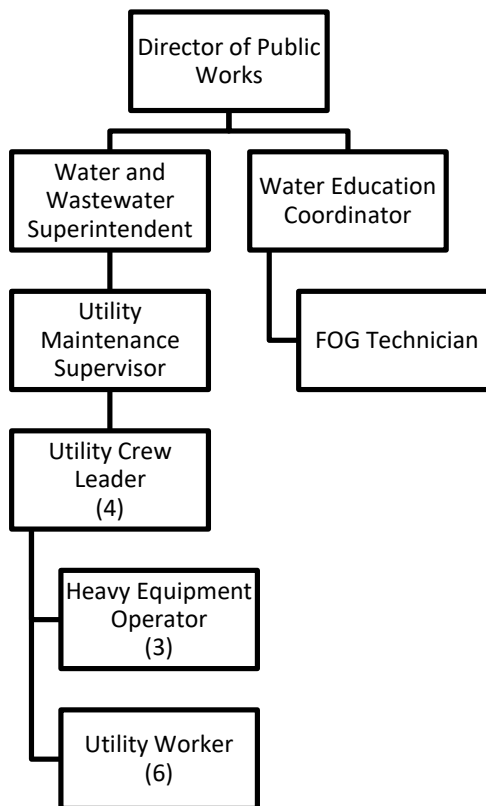 Director of Public
Works
Water and
Wastewater
Superintendent
Water Education
Coordinator
Utility
Maintenance
Supervisor
FOG Technician
Utility Crew
Leader
(4)
Heavy Equipment
Operator
(3)
Utility Worker
(6)